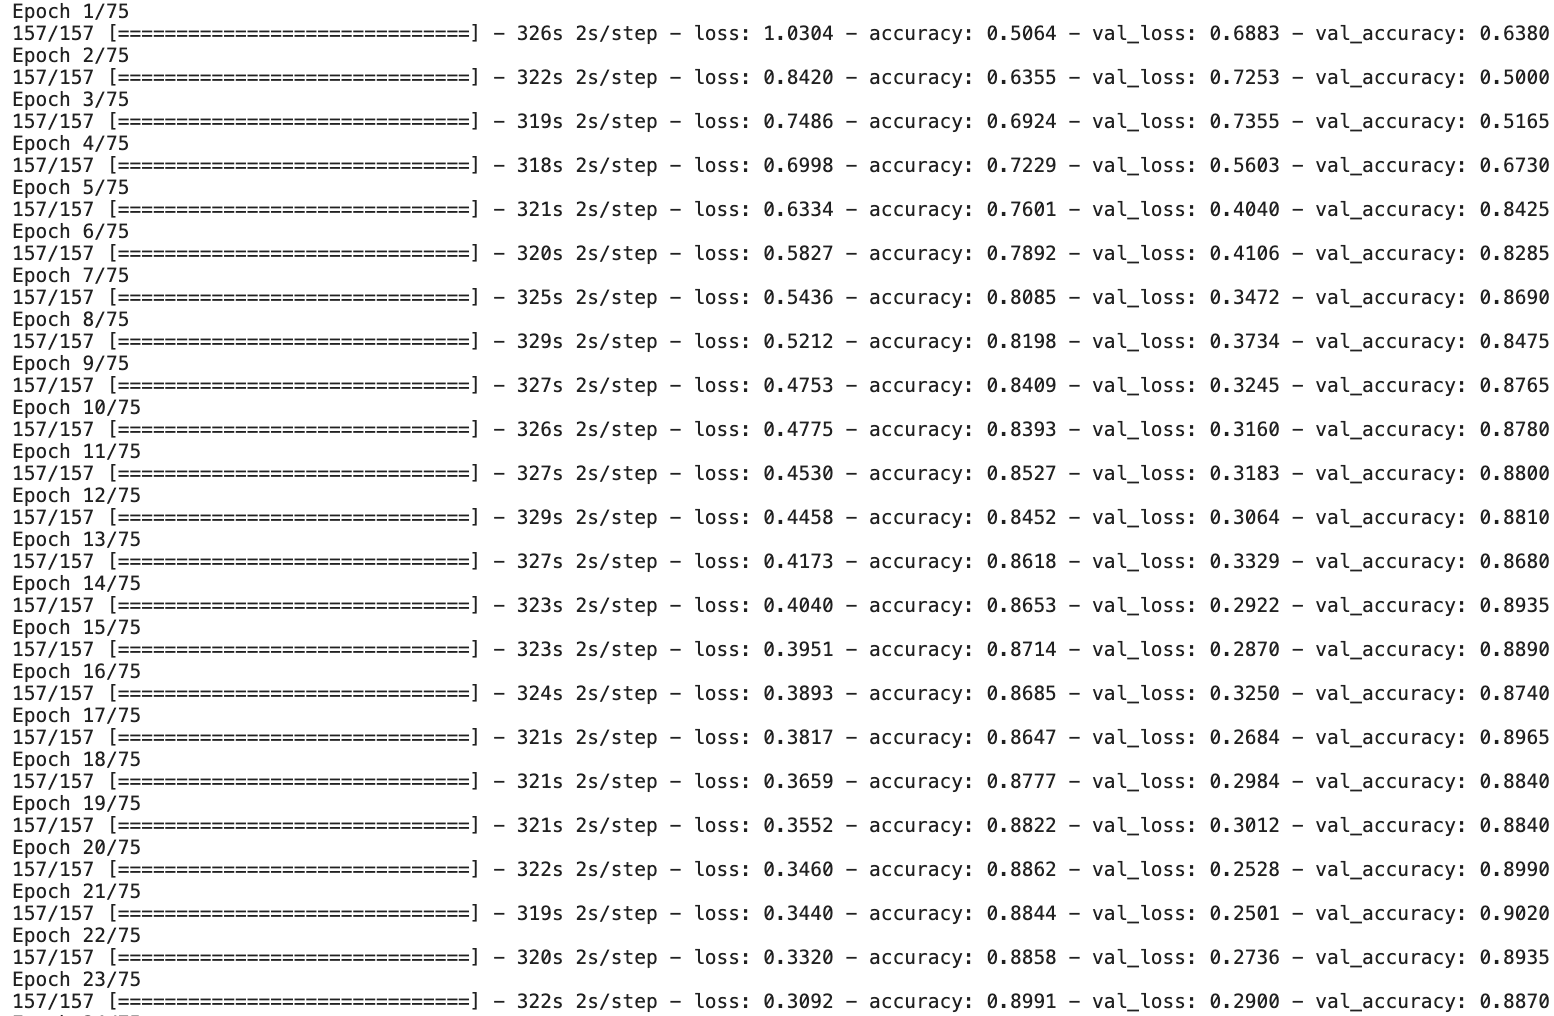 Epoch 1/75
157/157 [==============================] - 326s 2s/step - loss: 1.0304 - accuracy: 0.5064 - val_loss: 0.6883 - val_accuracy: 0.6380
Epoch 2/75
157/157 [==============================] - 322s 2s/step - loss: 0.8420 - accuracy: 0.6355 - val_loss: 0.7253 - val_accuracy: 0.5000
Epoch 3/75
157/157 [==============================] - 319s 2s/step - loss: 0.7486 - accuracy: 0.6924 - val_loss: 0.7355 - val_accuracy: 0.5165
Epoch 4/75
157/157 [==============================] - 318s 2s/step - loss: 0.6998 - accuracy: 0.7229 - val_loss: 0.5603 - val_accuracy: 0.6730
Epoch 5/75
157/157 [==============================] - 321s 2s/step - loss: 0.6334 - accuracy: 0.7601 - val_loss: 0.4040 - val_accuracy: 0.8425
Epoch 6/75
157/157 [==============================] - 320s 2s/step - loss: 0.5827 - accuracy: 0.7892 - val_loss: 0.4106 - val_accuracy: 0.8285
Epoch 7/75
157/157 [==============================] - 325s 2s/step - loss: 0.5436 - accuracy: 0.8085 - val_loss: 0.3472 - val_accuracy: 0.8690
Epoch 8/75
157/157 [==============================] - 329s 2s/step - loss: 0.5212 - accuracy: 0.8198 - val_loss: 0.3734 - val_accuracy: 0.8475
Epoch 9/75
157/157 [==============================] - 327s 2s/step - loss: 0.4753 - accuracy: 0.8409 - val_loss: 0.3245 - val_accuracy: 0.8765
Epoch 10/75
157/157 [==============================] - 326s 2s/step - loss: 0.4775 - accuracy: 0.8393 - val_loss: 0.3160 - val_accuracy: 0.8780
Epoch 11/75
157/157 [==============================] - 327s 2s/step - loss: 0.4530 - accuracy: 0.8527 - val_loss: 0.3183 - val_accuracy: 0.8800
Epoch 12/75
157/157 [==============================] - 329s 2s/step - loss: 0.4458 - accuracy: 0.8452 - val_loss: 0.3064 - val_accuracy: 0.8810
Epoch 13/75
157/157 [==============================] - 327s 2s/step - loss: 0.4173 - accuracy: 0.8618 - val_loss: 0.3329 - val_accuracy: 0.8680
Epoch 14/75
157/157 [==============================] - 323s 2s/step - loss: 0.4040 - accuracy: 0.8653 - val_loss: 0.2922 - val_accuracy: 0.8935
Epoch 15/75
157/157 [==============================] - 323s 2s/step - loss: 0.3951 - accuracy: 0.8714 - val_loss: 0.2870 - val_accuracy: 0.8890
Epoch 16/75
157/157 [==============================] - 324s 2s/step - loss: 0.3893 - accuracy: 0.8685 - val_loss: 0.3250 - val_accuracy: 0.8740
Epoch 17/75
157/157 [==============================] - 321s 2s/step - loss: 0.3817 - accuracy: 0.8647 - val_loss: 0.2684 - val_accuracy: 0.8965
Epoch 18/75
157/157 [==============================] - 321s 2s/step - loss: 0.3659 - accuracy: 0.8777 - val_loss: 0.2984 - val_accuracy: 0.8840
Epoch 19/75
157/157 [==============================] - 321s 2s/step - loss: 0.3552 - accuracy: 0.8822 - val_loss: 0.3012 - val_accuracy: 0.8840
Epoch 20/75
157/157 [==============================] - 322s 2s/step - loss: 0.3460 - accuracy: 0.8862 - val_loss: 0.2528 - val_accuracy: 0.8990
Epoch 21/75
157/157 [==============================] - 319s 2s/step - loss: 0.3440 - accuracy: 0.8844 - val_loss: 0.2501 - val_accuracy: 0.9020
Epoch 22/75
157/157 [==============================] - 320s 2s/step - loss: 0.3320 - accuracy: 0.8858 - val_loss: 0.2736 - val_accuracy: 0.8935
Epoch 23/75
157/157 [==============================] - 322s 2s/step - loss: 0.3092 - accuracy: 0.8991 - val_loss: 0.2900 - val_accuracy: 0.8870